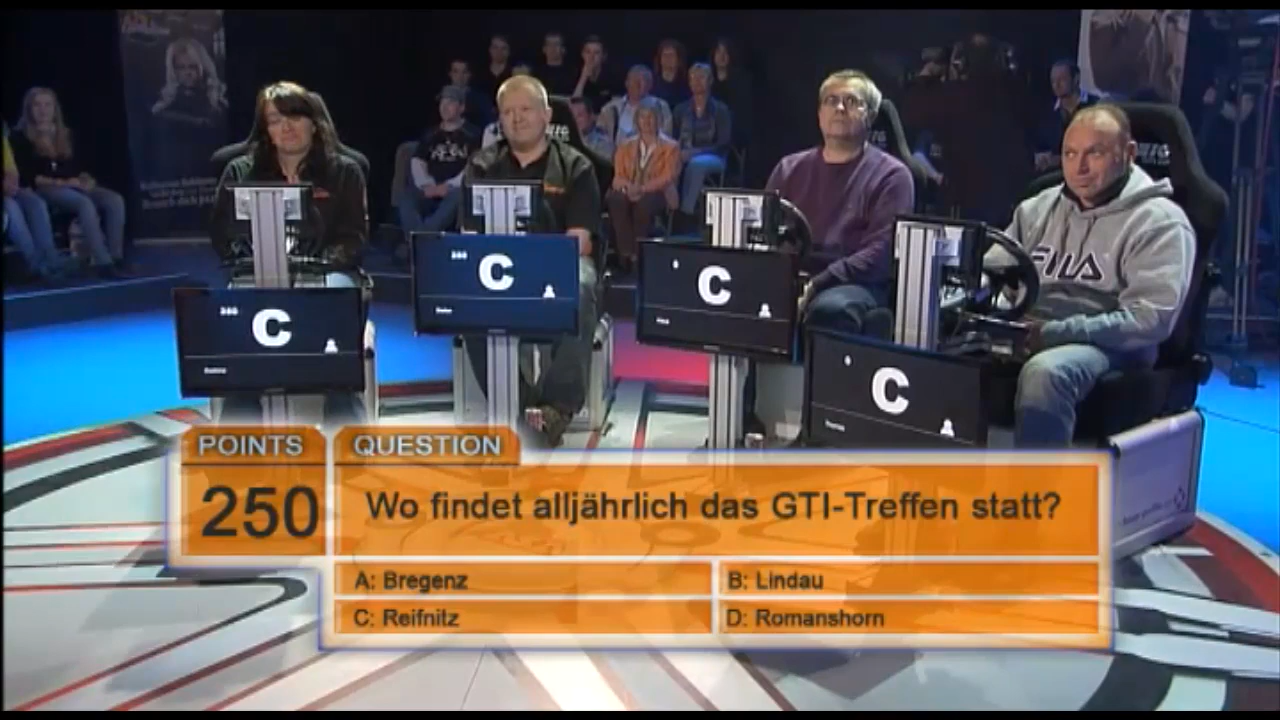 C
C
C
C
FILA
POINTS
QUESTION
250
Wo findet alljährlich das GTI-Treffen statt?
A: Bregenz
B: Lindau
C: Reifnitz
D: Romanshorn